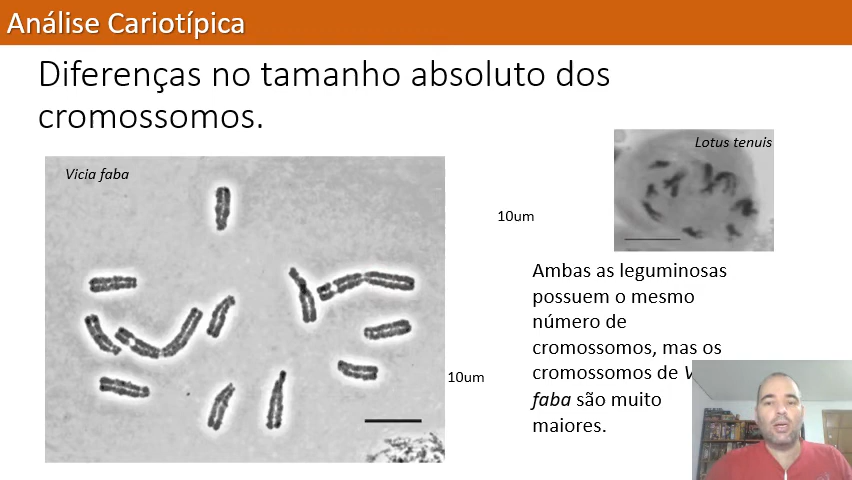 Análise Cariotípica
Diferenças no tamanho absoluto dos
cromossomos.
Vicia faba
10um
Lotus tenuis
10um
Ambas as leguminosas
possuem o mesmo
número de
cromossomos, mas os
cromossomos de
faba são muito
maiores.